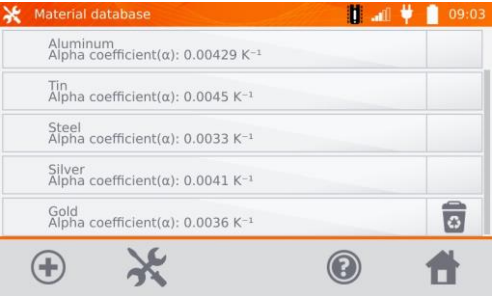 Material database 09:03
Aluminum
Alpha coefficient(α): 0.00429 K⁻¹
Tin
Alpha coefficient(α): 0.0045 K⁻¹
Steel
Alpha coefficient(α): 0.0033 K⁻¹
Silver
Alpha coefficient(α): 0.0041 K⁻¹
Gold
Alpha coefficient(α): 0.0036 K⁻¹